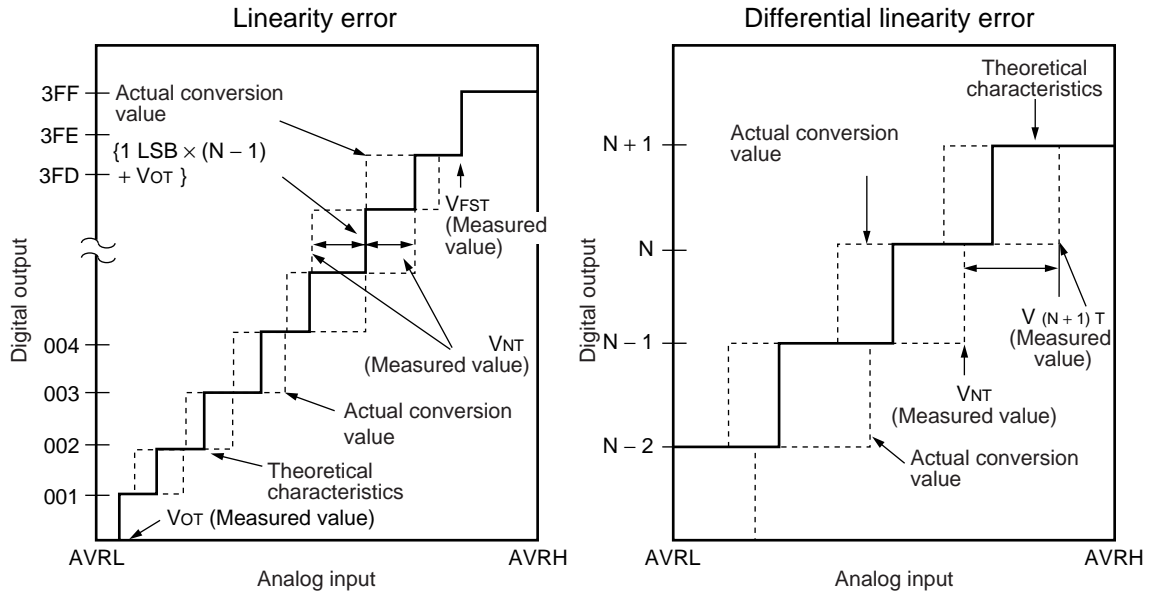 Linearity error
3FF
3FE
3FD
004
003
002
001
Digital output
Actual conversion
value
{1 LSB × (N – 1)
+ VOT }
VFST
(Measured
value)
VNT
(Measured value)
Actual conversion
value
Theoretical
characteristics
VOT (Measured value)
AVRL
AVRH
Analog input
Differential linearity error
N + 1
N
N – 1
N – 2
Digital output
Theoretical
characteristics
Actual conversion
value
V (N + 1) T
(Measured
value)
VNT
(Measured value)
Actual conversion
value
AVRL
AVRH
Analog input